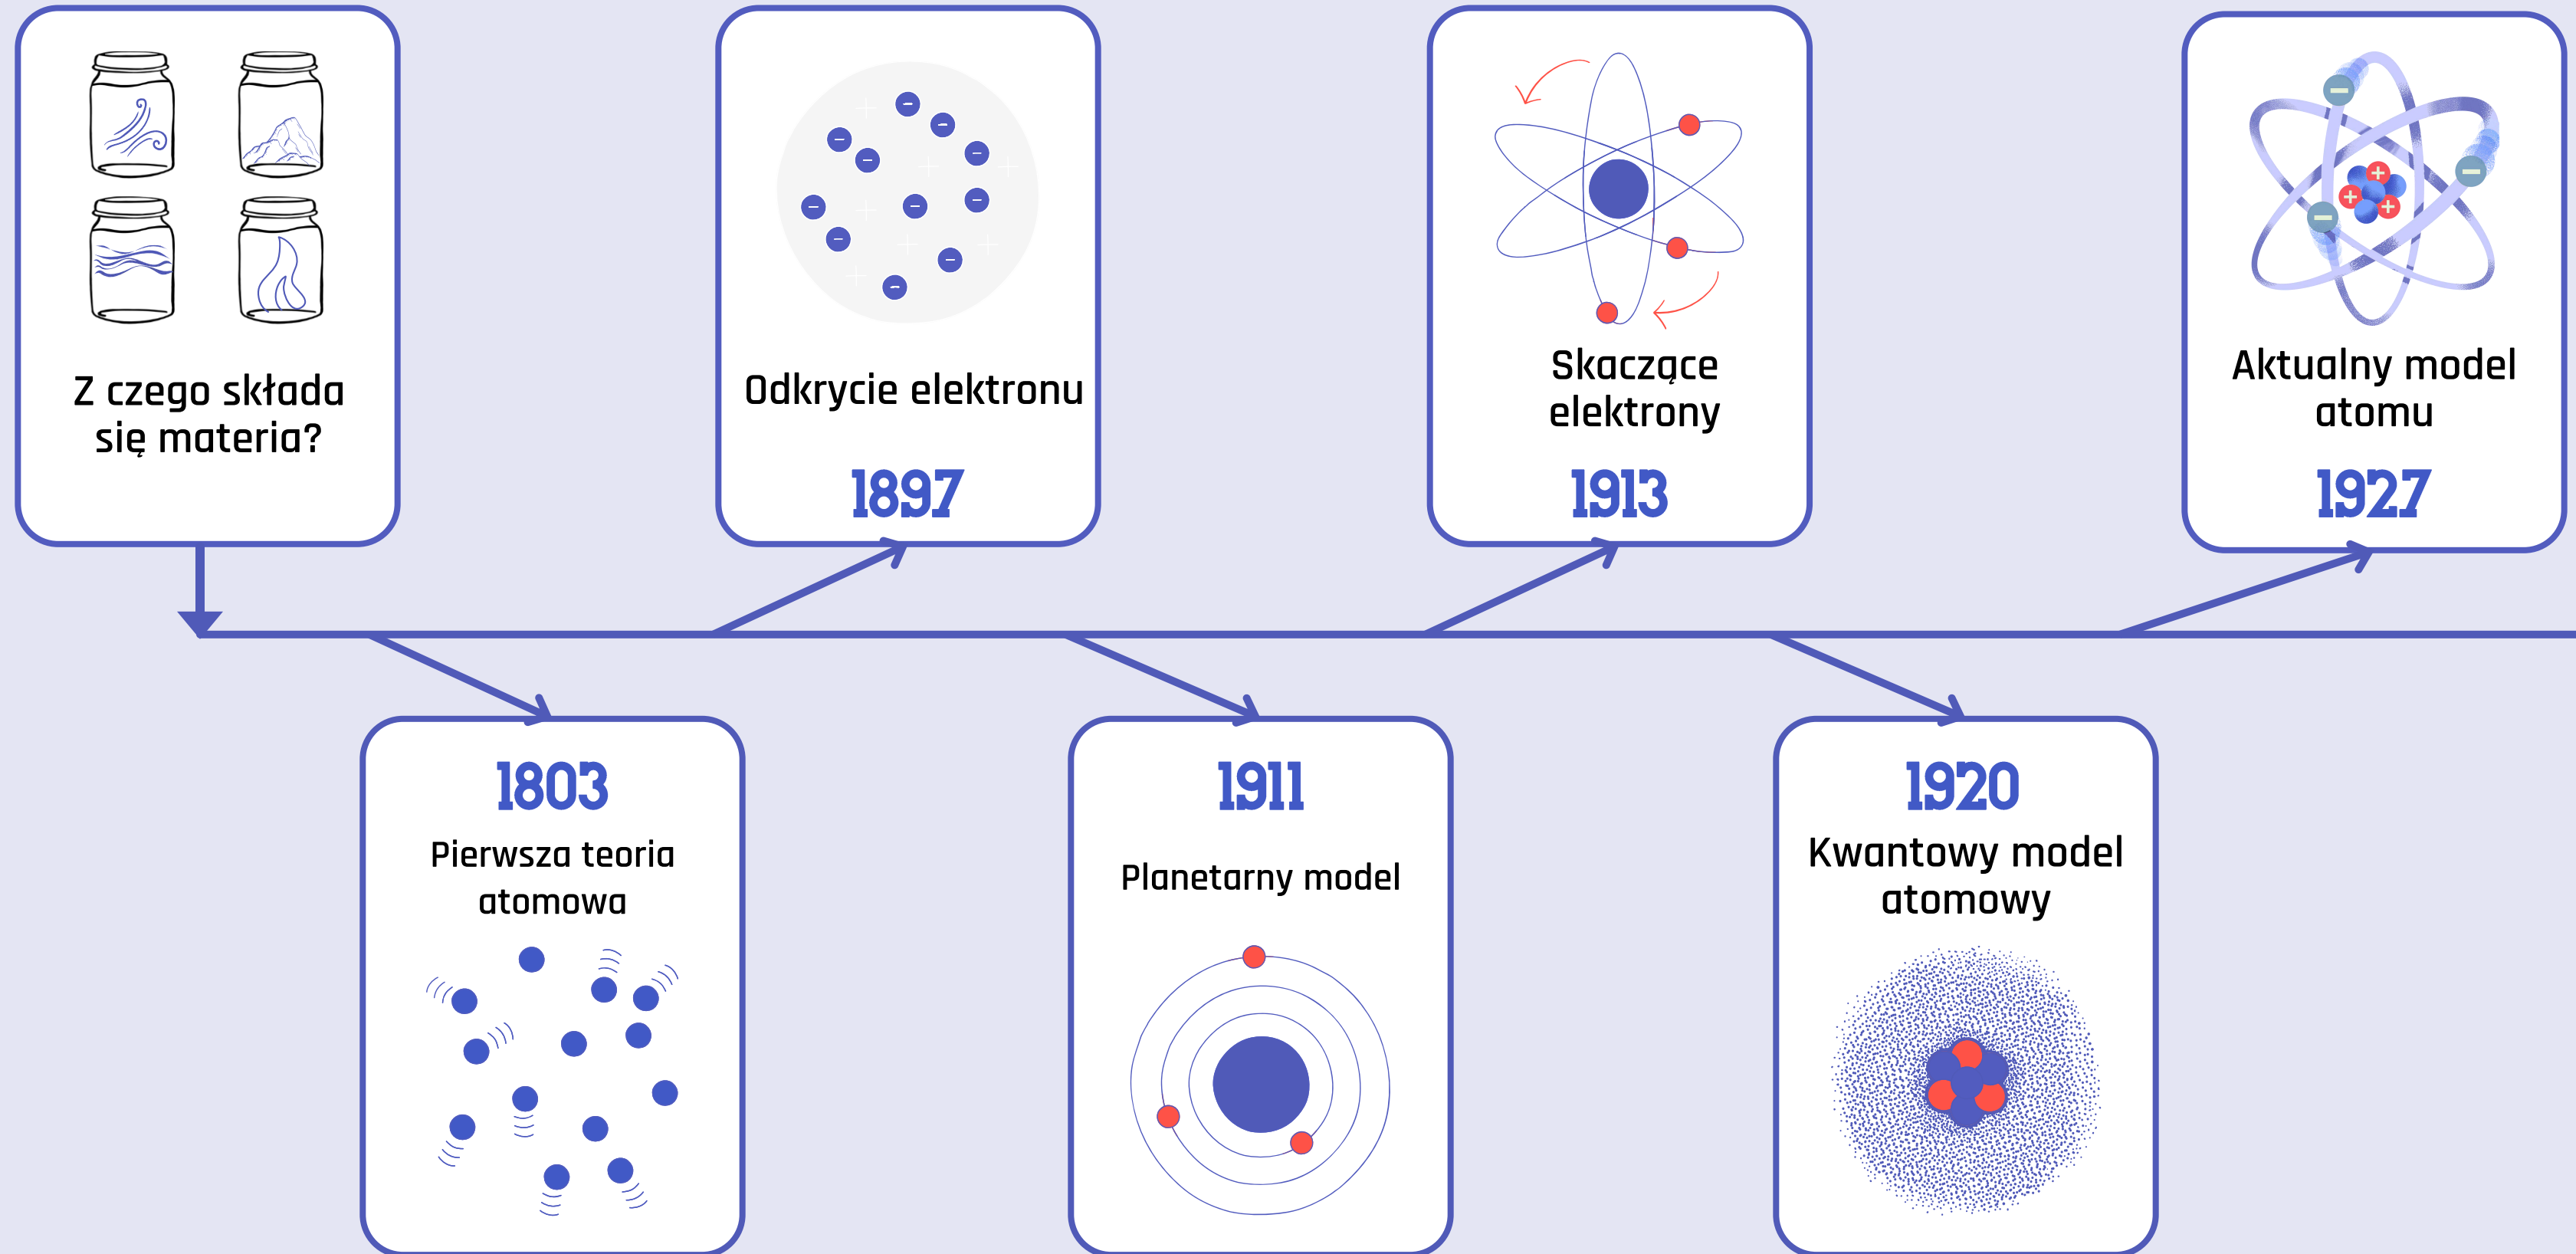 Z czego składa
się materia?
1803
Pierwsza teoria
atomowa
Odkrycie elektronu
1897
1911
Planetarny model
Skaczące
elektrony
1913
1920
Kwantowy model
atomowy
Aktualny model
atomu
1927